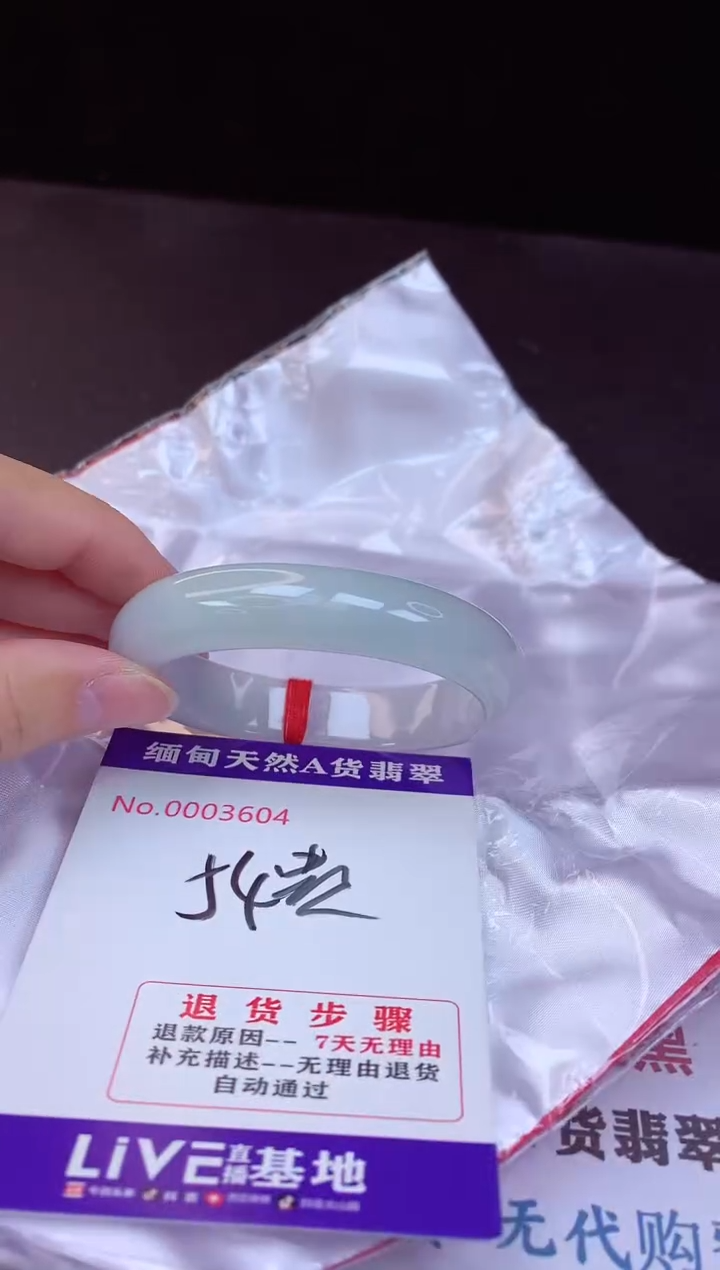 缅甸天然A货翡翠
No.0003604
54
退货步骤
退款原因-- 7天无理由
补充描述--无理由退货
自动通过
LiVE直播基地
货翡翠
无代购